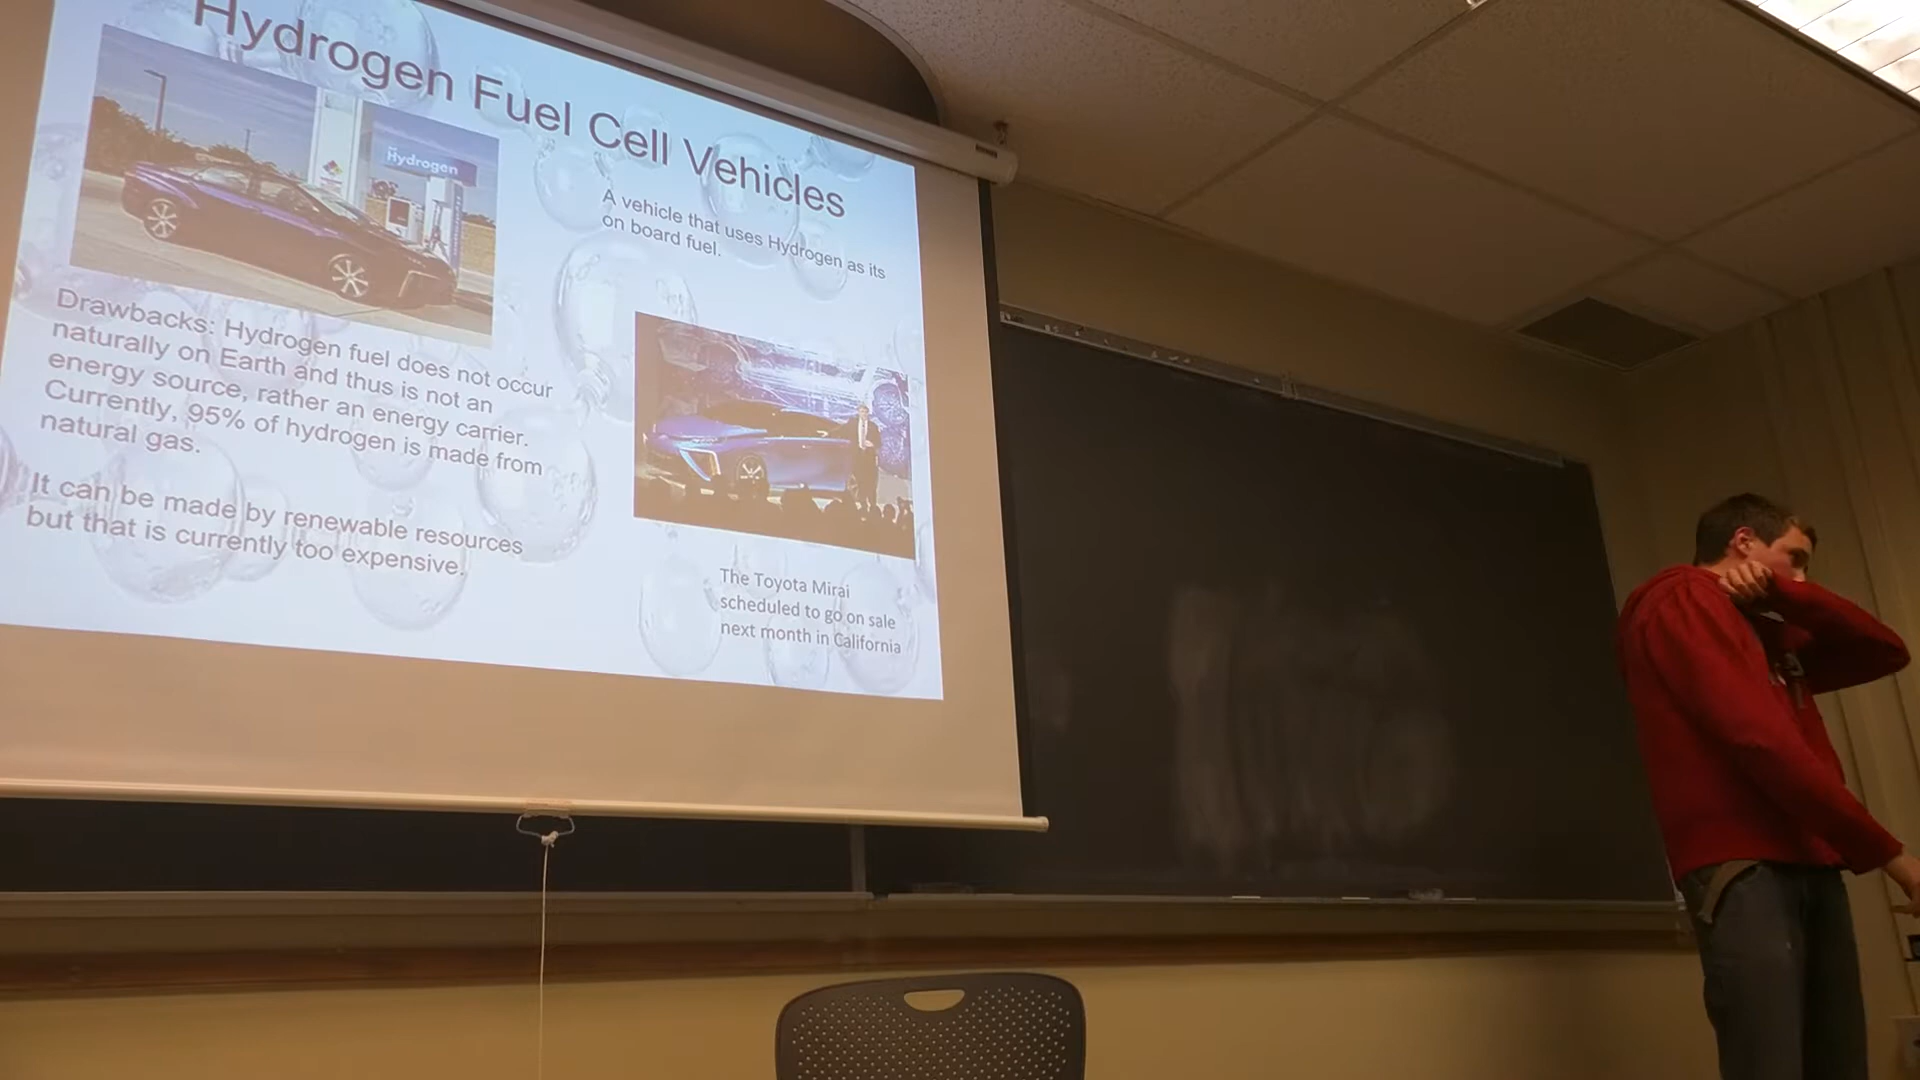 Hydrogen Fuel Cell Vehicles
Hydrogen
A vehicle that uses Hydrogen as its
on board fuel.
Drawbacks: Hydrogen fuel does not occur
naturally on Earth and thus is not an
energy source, rather an energy carrier.
Currently, 95% of hydrogen is made from
natural gas.
It can be made by renewable resources
but that is currently too expensive.
The Toyota Mirai
scheduled to go on sale
next month in California